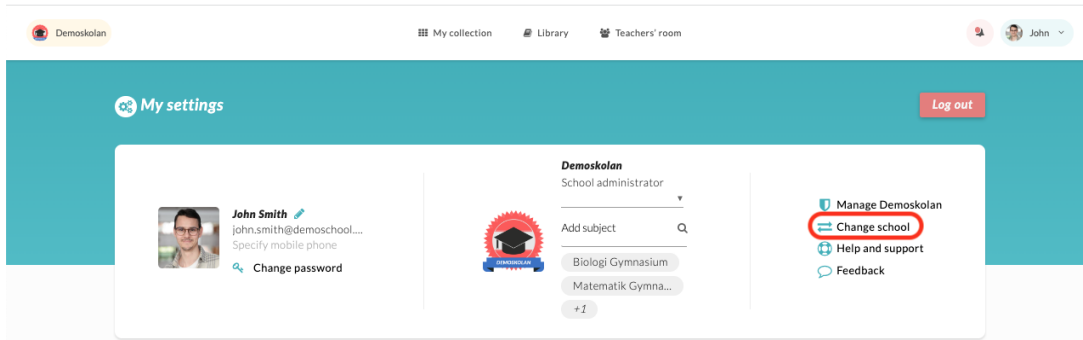 Demoskolan
My collection
Library
Teachers' room
John
My settings
Log out
John Smith
john.smith@demoschool....
Specify mobile phone
Change password
DEMOSKOLAN
Demoskolan
School administrator
Add subject
Biologi Gymnasium
Matematik Gymna...
+1
Manage Demoskolan
Change school
Help and support
Feedback